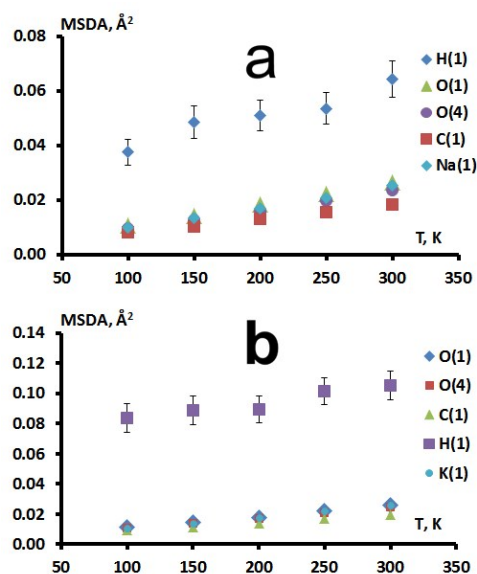 MSDA, Å²
a
0.08
0.06
0.04
0.02
0.00
H(1)
O(1)
O(4)
C(1)
Na(1)
T, K
50 100 150 200 250 300 350
MSDA, Å²
b
0.14
0.12
0.10
0.08
0.06
0.04
0.02
0.00
O(1)
O(4)
C(1)
H(1)
K(1)
T, K
50 100 150 200 250 300 350